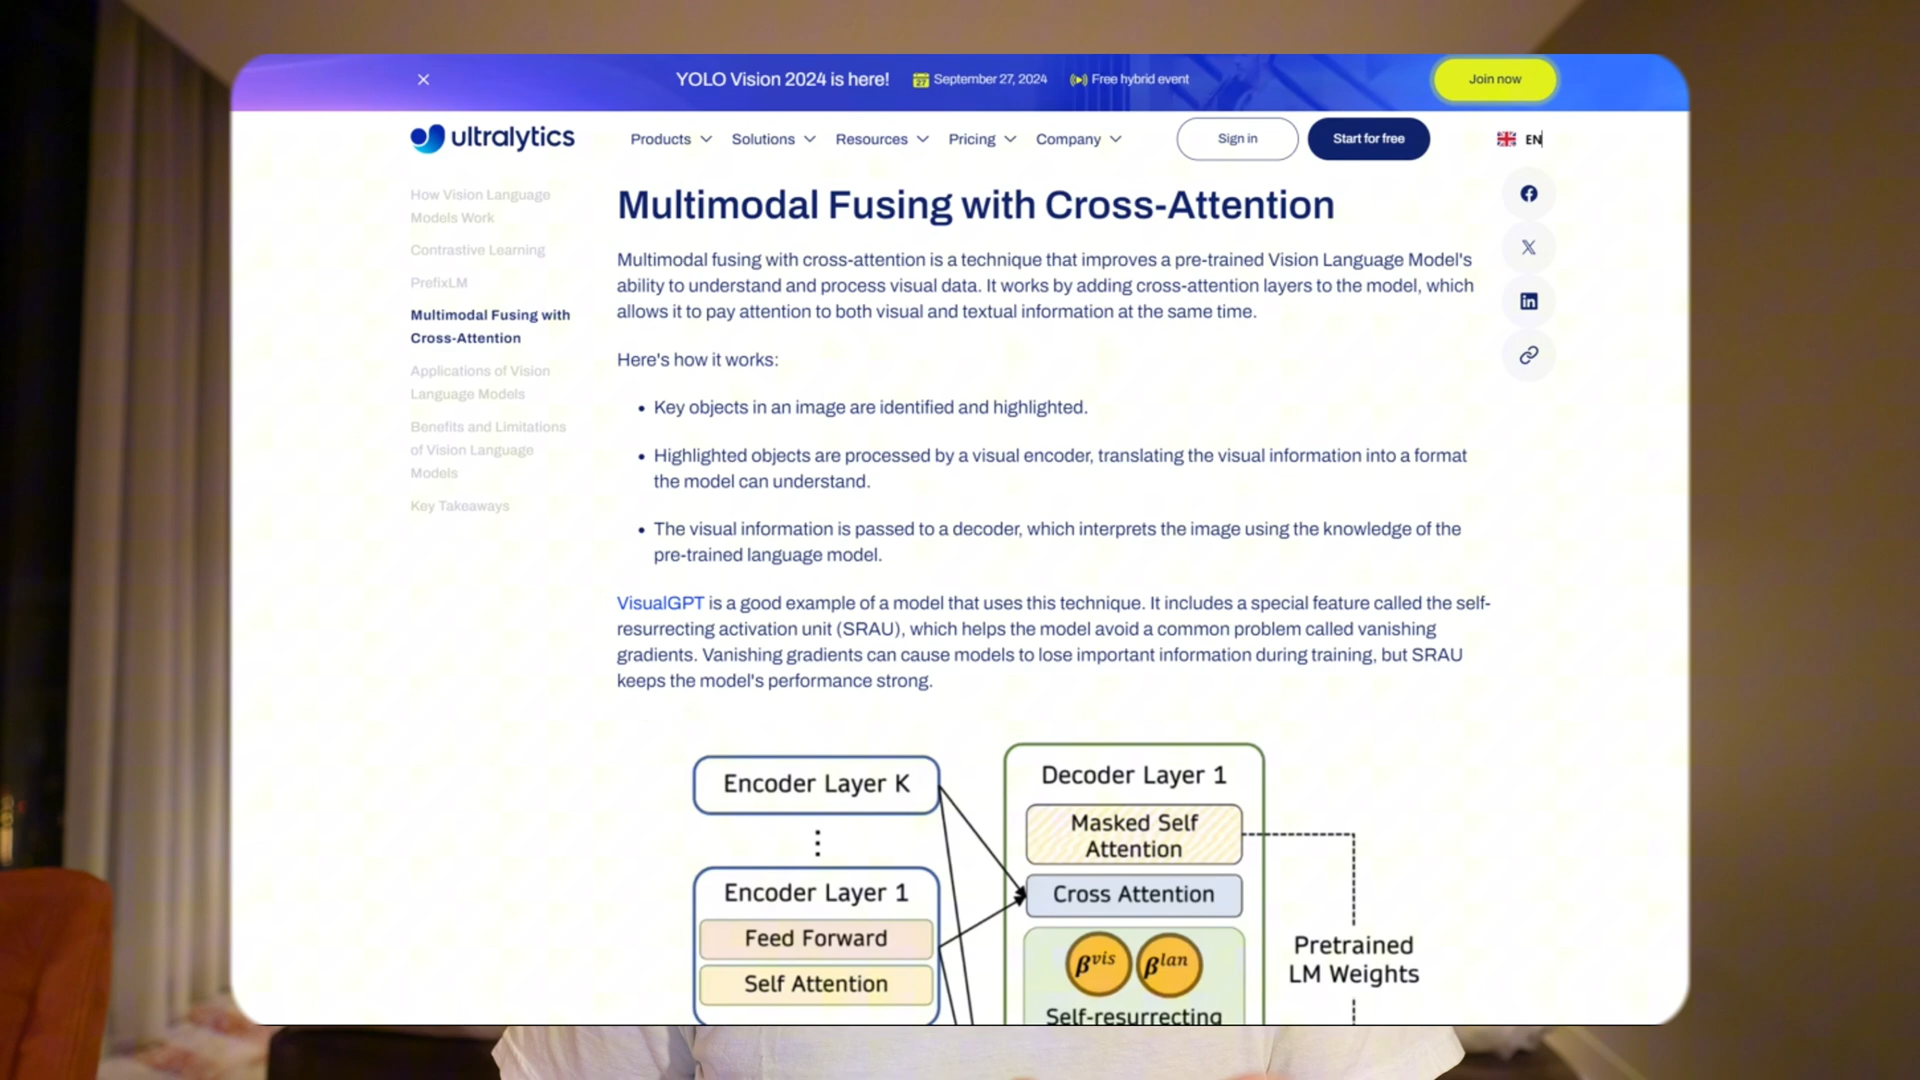 YOLO Vision 2024 is here!
27
September 27, 2024
Free hybrid event
Join now
ultralytics
Products
Solutions
Resources
Pricing
Company
Sign in
Start for free
EN
How Vision Language
Models Work
Contrastive Learning
PrefixLM
Multimodal Fusing with
Cross-Attention
Applications of Vision
Language Models
Benefits and Limitations
of Vision Language
Models
Key Takeaways
Multimodal Fusing with Cross-Attention
Multimodal fusing with cross-attention is a technique that improves a pre-trained Vision Language Model's
ability to understand and process visual data. It works by adding cross-attention layers to the model, which
allows it to pay attention to both visual and textual information at the same time.
Here's how it works:
• Key objects in an image are identified and highlighted.
• Highlighted objects are processed by a visual encoder, translating the visual information into a format
the model can understand.
• The visual information is passed to a decoder, which interprets the image using the knowledge of the
pre-trained language model.
VisualGPT is a good example of a model that uses this technique. It includes a special feature called the self-
resurrecting activation unit (SRAU), which helps the model avoid a common problem called vanishing
gradients. Vanishing gradients can cause models to lose important information during training, but SRAU
keeps the model's performance strong.
Encoder Layer K
⋮
Encoder Layer 1
Feed Forward
Self Attention
Decoder Layer 1
Masked Self
Attention
Cross Attention
β^vis
β^lan
Self-resurrecting
Pretrained
LM Weights